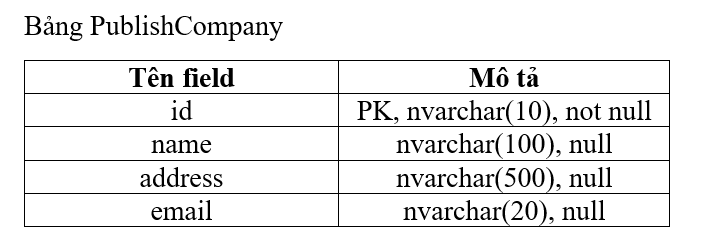 Bảng PublishCompany
Tên field Mô tả
id PK, nvarchar(10), not null
name nvarchar(100), null
address nvarchar(500), null
email nvarchar(20), null